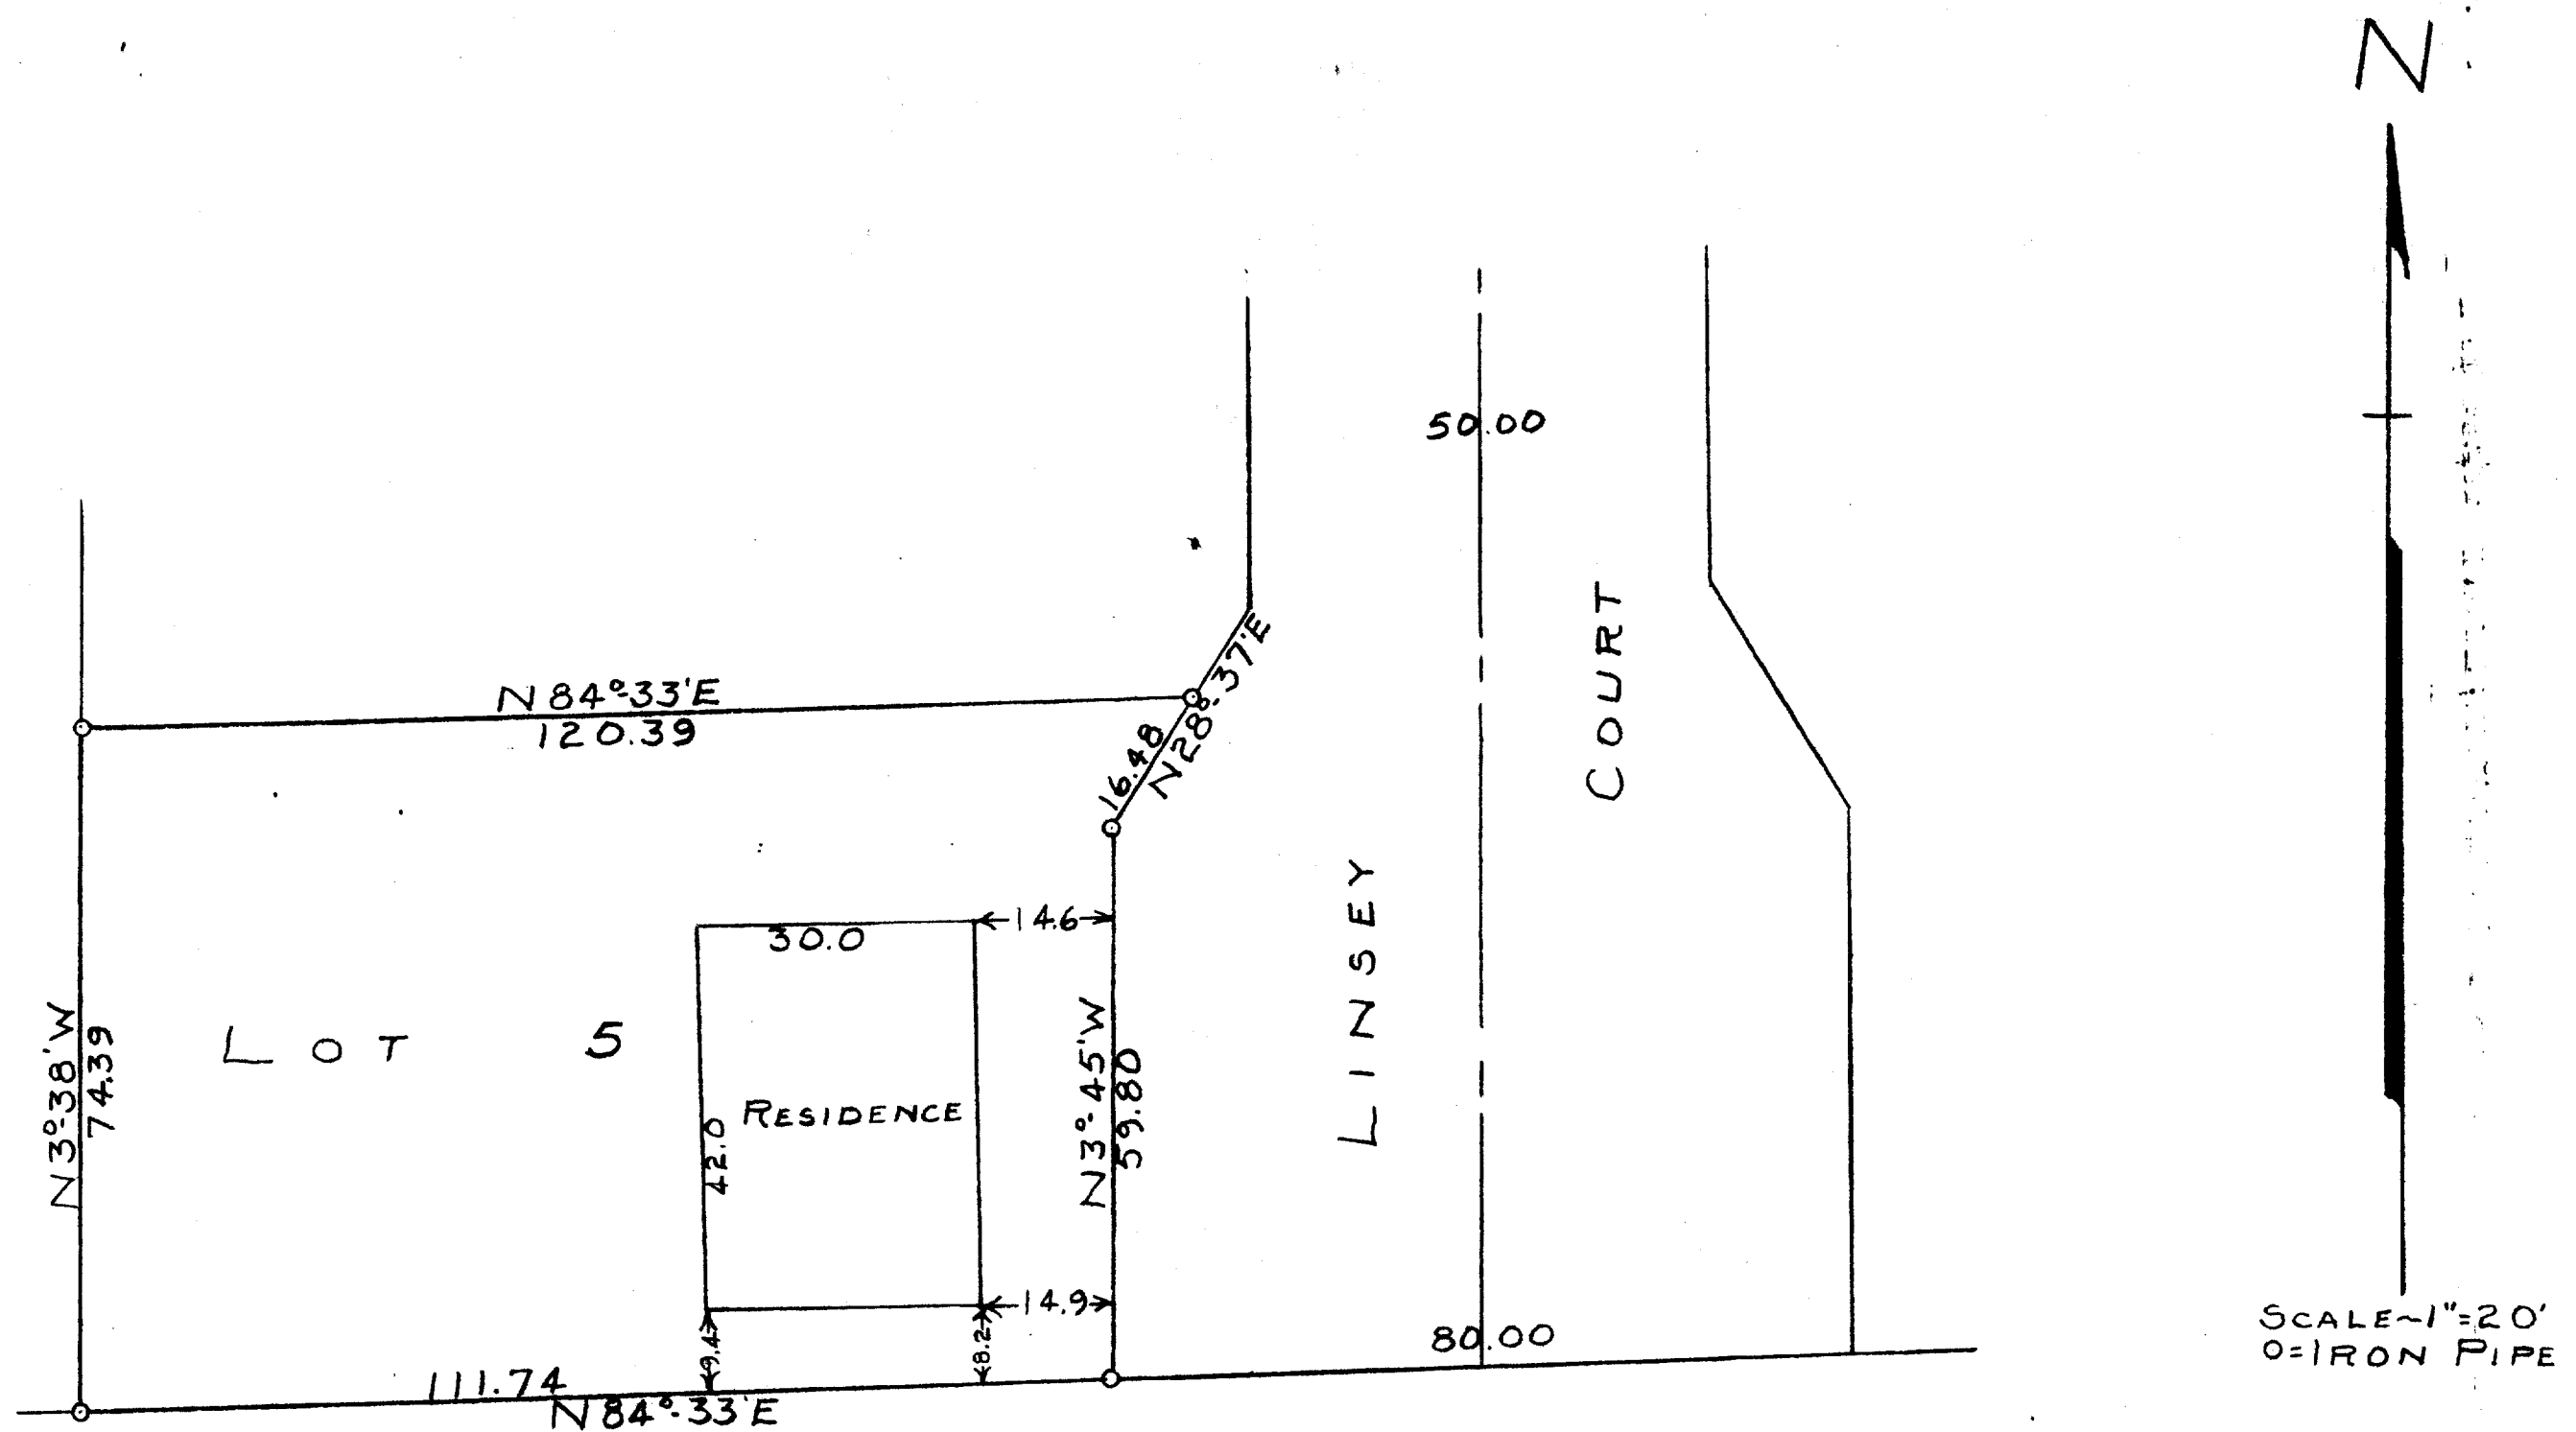 N
50.00
COURT
N 84°-33'E
120.39
16.48
N28°-37'E
LINSEY
14.6
30.0
LOT 5
N3°-38'W
74.39
RESIDENCE
42.0
N3°-45'W
59.80
14.9
9.4
8.2
80.00
111.74
N84°-33'E
SCALE~1"=20'
O=IRON PIPE